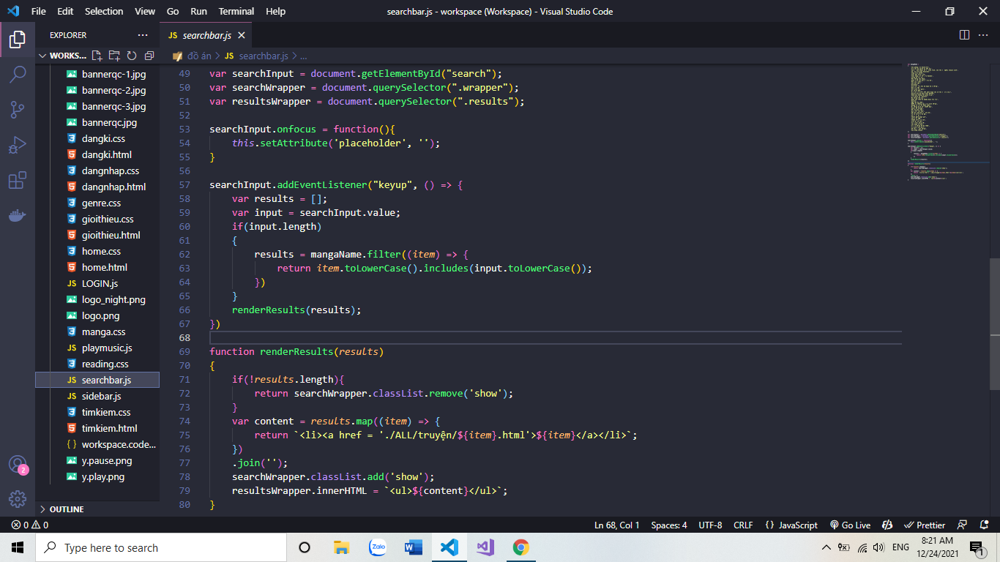 File Edit Selection View Go Run Terminal Help
searchbar.js - workspace (Workspace) - Visual Studio Code
EXPLORER
JS searchbar.js
WORKS...
đồ án > JS searchbar.js > ...
bannerqc-1.jpg
bannerqc-2.jpg
bannerqc-3.jpg
bannerqc.jpg
dangki.css
dangki.html
dangnhap.css
dangnhap.html
genre.css
gioithieu.css
gioithieu.html
home.css
home.html
JS LOGIN.js
logo_night.png
logo.png
manga.css
JS playmusic.js
reading.css
JS searchbar.js
JS sidebar.js
timkiem.css
timkiem.html
{ } workspace.code...
y.pause.png
y.play.png
OUTLINE
49 var searchInput = document.getElementById("search");
50 var searchWrapper = document.querySelector(".wrapper");
51 var resultsWrapper = document.querySelector(".results");
52
53 searchInput.onfocus = function(){
54 this.setAttribute('placeholder', '');
55 }
56
57 searchInput.addEventListener("keyup", () => {
58 var results = [];
59 var input = searchInput.value;
60 if(input.length)
61 {
62 results = mangaName.filter((item) => {
63 return item.toLowerCase().includes(input.toLowerCase());
64 })
65 }
66 renderResults(results);
67 })
68
69 function renderResults(results)
70 {
71 if(!results.length){
72 return searchWrapper.classList.remove('show');
73 }
74 var content = results.map((item) => {
75 return `<li><a href = './ALL/truyện/${item}.html'>${item}</a></li>`;
76 })
77 .join('');
78 searchWrapper.classList.add('show');
79 resultsWrapper.innerHTML = `<ul>${content}</ul>`;
80 }
2
0 0
Ln 68, Col 1 Spaces: 4 UTF-8 CRLF { } JavaScript Go Live Prettier
Type here to search
Zalo
ENG
8:21 AM
12/24/2021
1